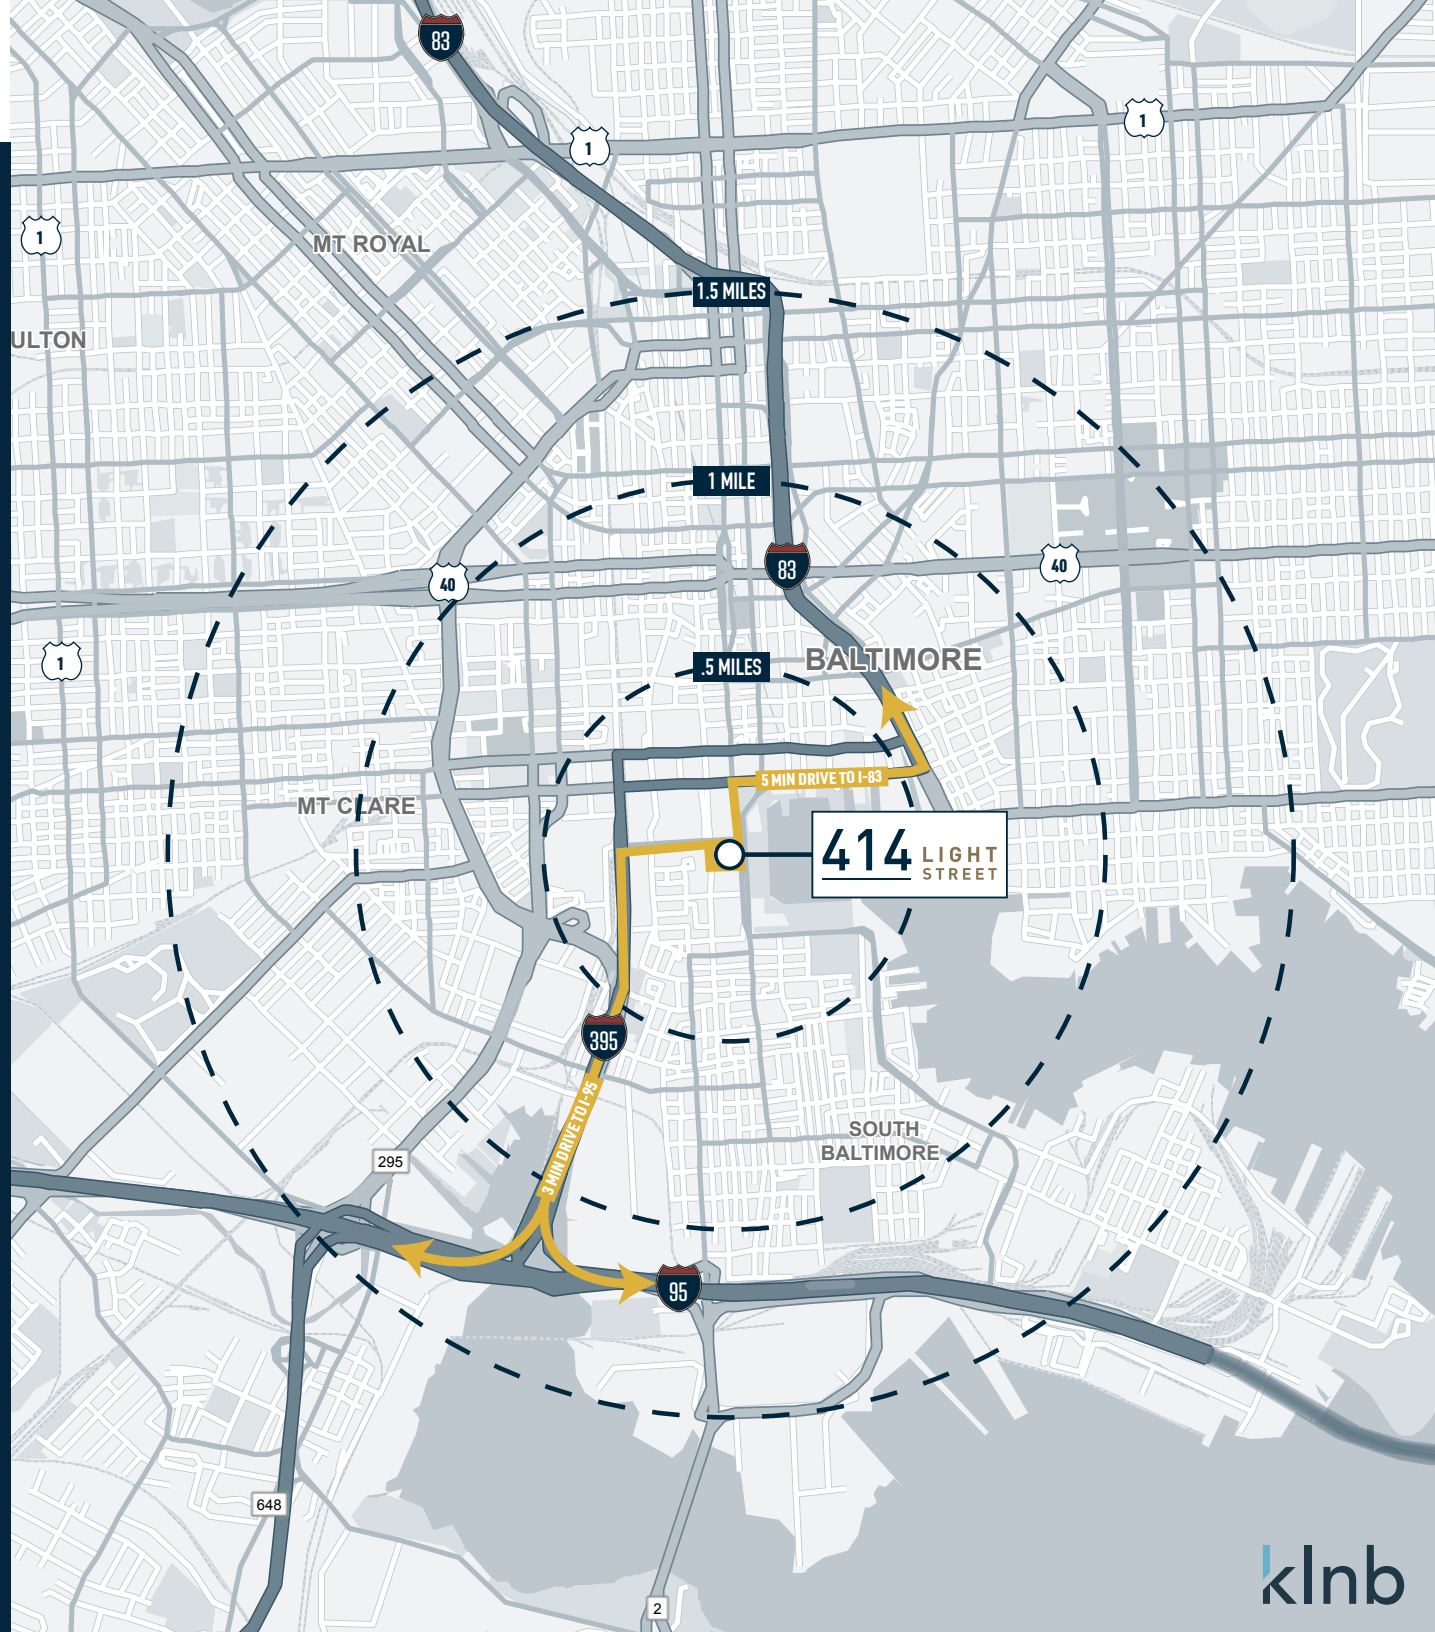 83
1
1
1
MT ROYAL
1.5 MILES
ULTON
1 MILE
83
40
40
1
.5 MILES
BALTIMORE
5 MIN DRIVE TO I-83
MT CLARE
414 LIGHT
STREET
395
3 MIN DRIVE TO I-95
SOUTH
BALTIMORE
295
95
648
klnb
2